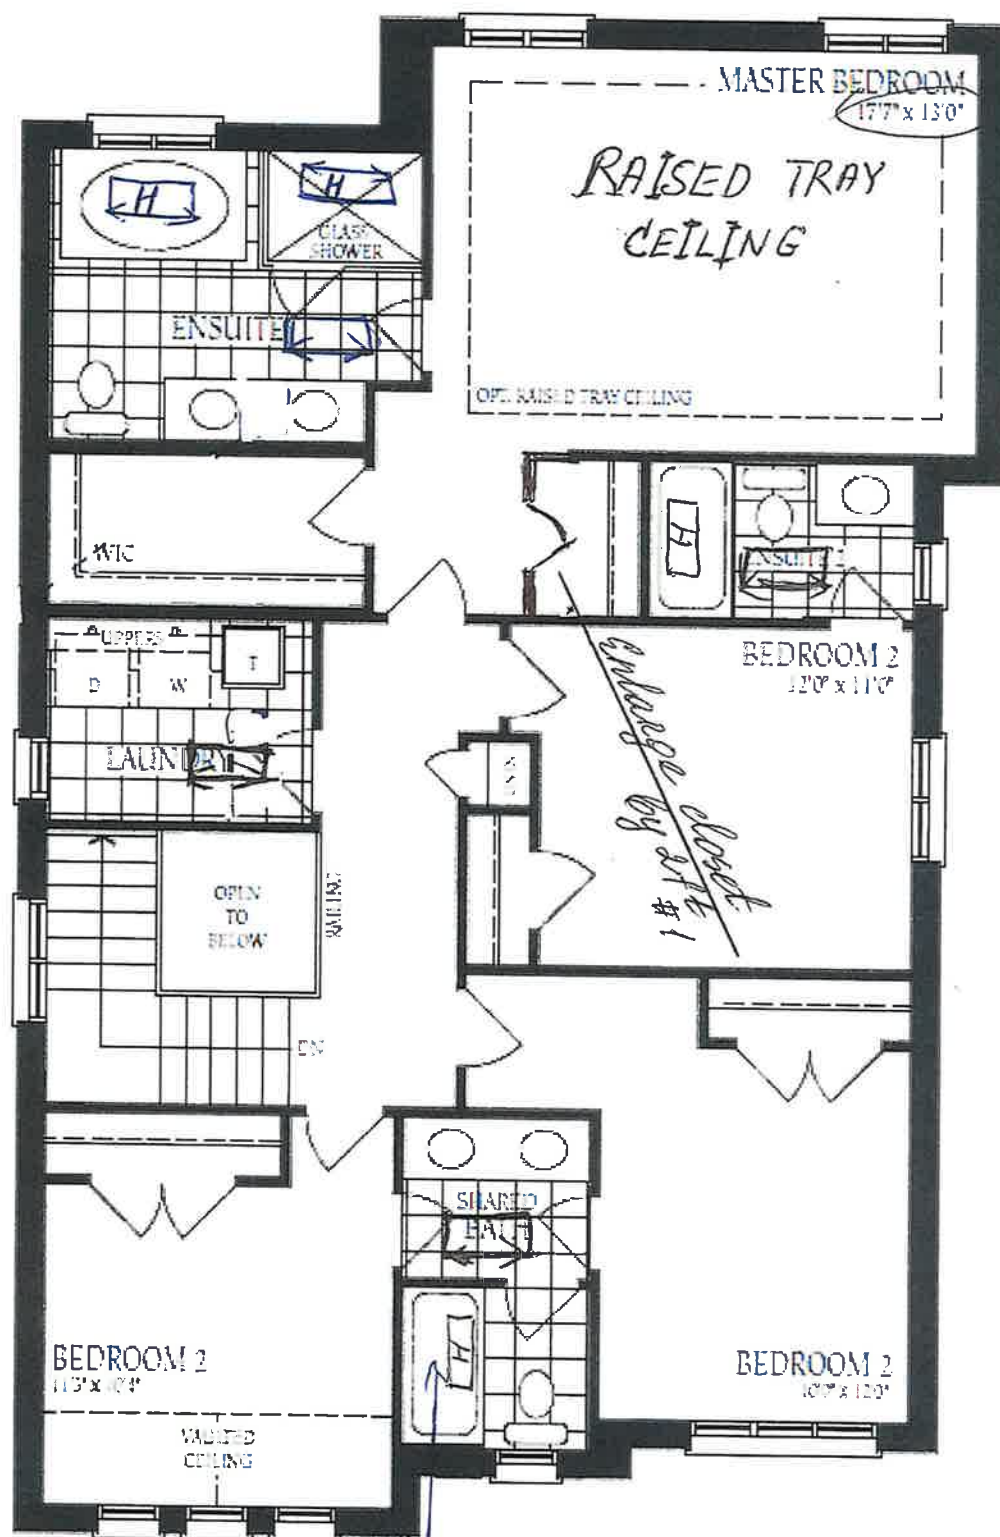 MASTER BEDROOM
17'7" x 13'0"
RAISED TRAY
CEILING
H
H
GLASS
SHOWER
ENSUITE
OPT. RAISED TRAY CEILING
WIC
H
ENSUITE
UPPERS
D
W
T
LAUNDRY
BEDROOM 2
12'0" x 11'0"
Enlarge closet
by 2ft
#1
OPEN
TO
BELOW
RAILING
DN
SHARED
BATH
H
BEDROOM 2
BEDROOM 2
VAULTED
CEILING